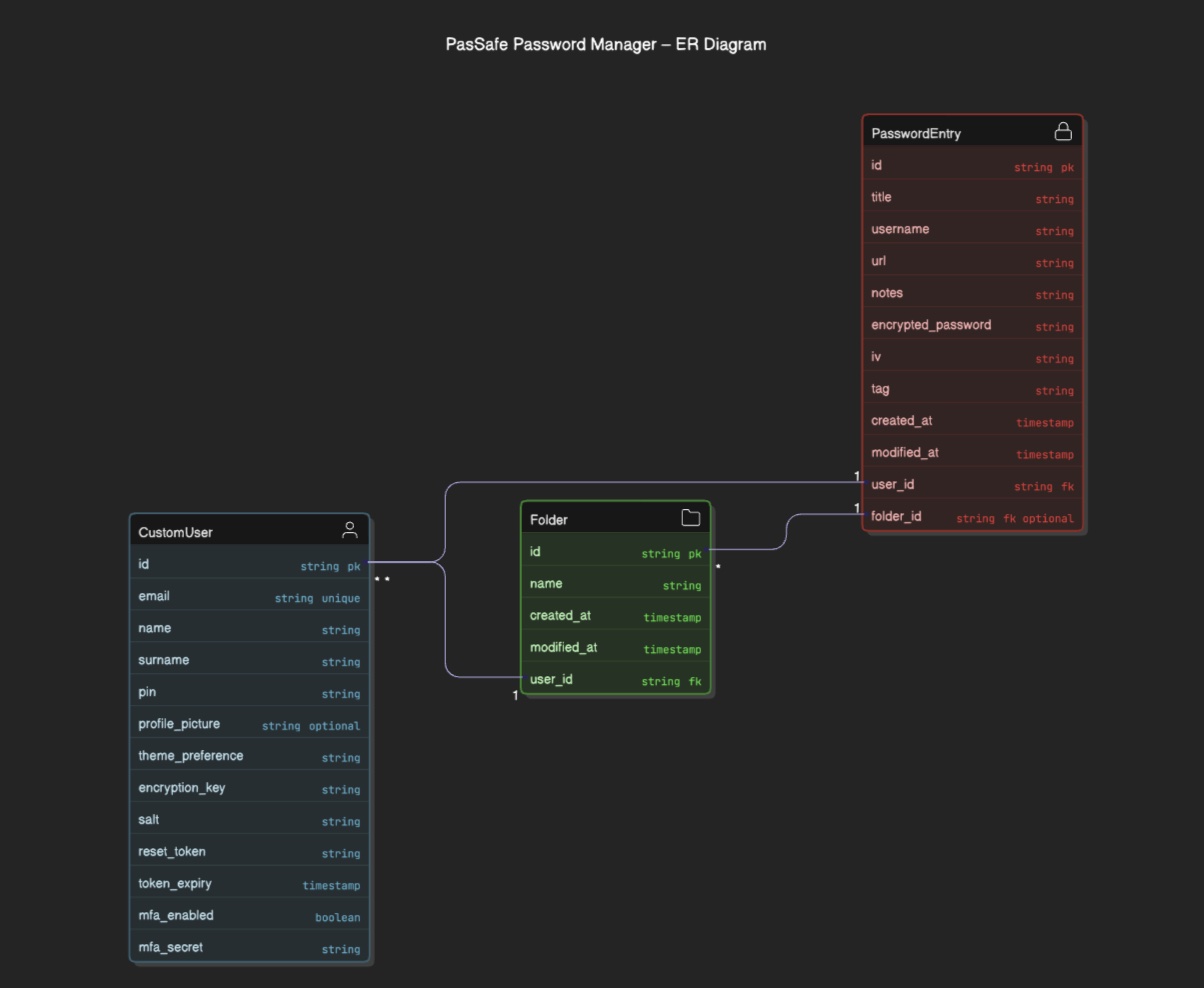 PasSafe Password Manager – ER Diagram
PasswordEntry
id string pk
title string
username string
url string
notes string
encrypted_password string
iv string
tag string
created_at timestamp
modified_at timestamp
1
user_id string fk
1
folder_id string fk optional
CustomUser
id string pk
* *
email string unique
name string
surname string
pin string
profile_picture string optional
theme_preference string
encryption_key string
salt string
reset_token string
token_expiry timestamp
mfa_enabled boolean
mfa_secret string
Folder
id string pk
*
name string
created_at timestamp
modified_at timestamp
user_id string fk
1